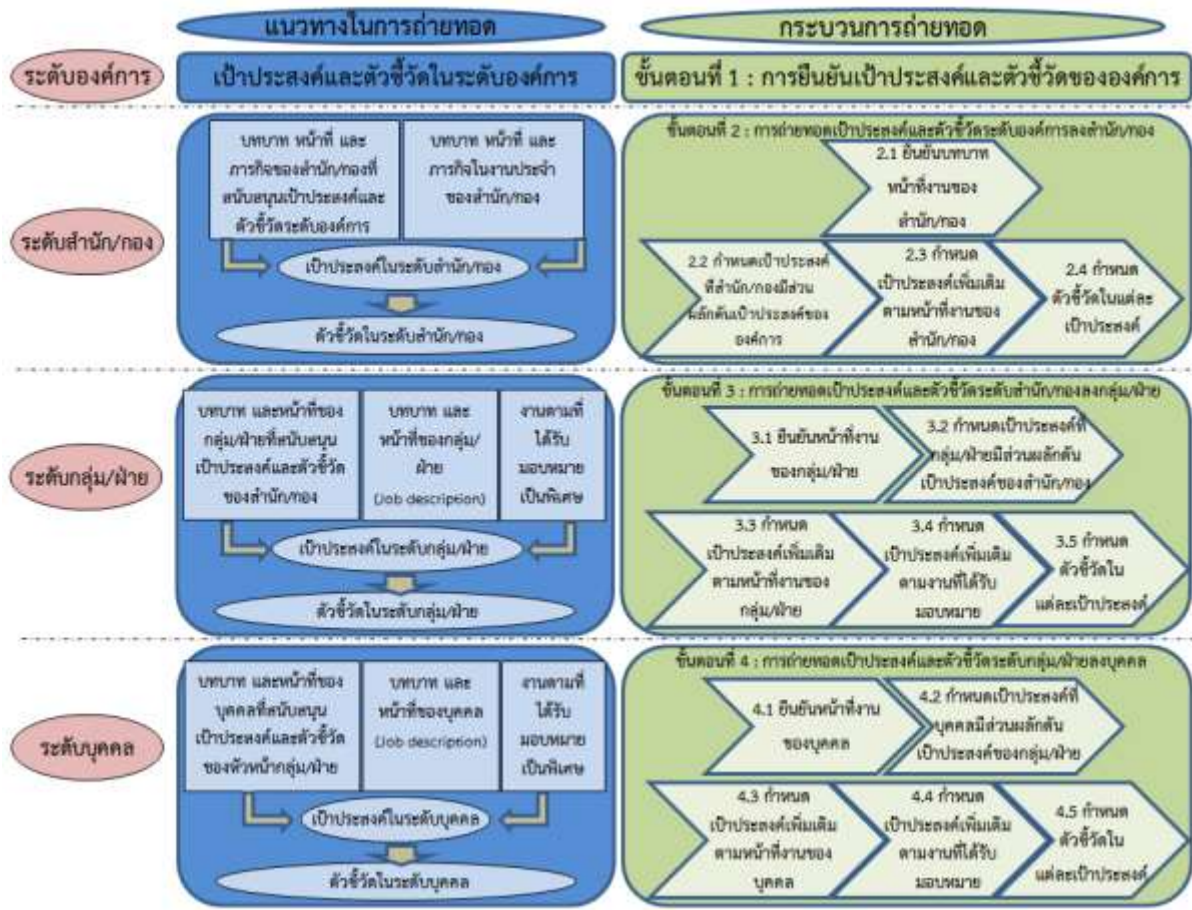 แนวทางในการถ่ายทอด
กระบวนการถ่ายทอด
ระดับองค์การ
เป้าประสงค์และตัวชี้วัดในระดับองค์การ
ขั้นตอนที่ 1 : การยืนยันเป้าประสงค์และตัวชี้วัดขององค์การ
ระดับสำนัก/กอง
บทบาท หน้าที่ และ
ภารกิจของสำนัก/กองที่
สนับสนุนเป้าประสงค์และ
ตัวชี้วัดระดับองค์การ
บทบาท หน้าที่ และ
ภารกิจในงานประจำ
ของสำนัก/กอง
เป้าประสงค์ในระดับสำนัก/กอง
ตัวชี้วัดในระดับสำนัก/กอง
ขั้นตอนที่ 2 : การถ่ายทอดเป้าประสงค์และตัวชี้วัดระดับองค์การลงสำนัก/กอง
2.1 ยืนยันบทบาท
หน้าที่งานของ
สำนัก/กอง
2.2 กำหนดเป้าประสงค์
ที่สำนัก/กองมีส่วน
ผลักดันเป้าประสงค์ของ
องค์การ
2.3 กำหนด
เป้าประสงค์เพิ่มเติม
ตามหน้าที่งานของ
สำนัก/กอง
2.4 กำหนด
ตัวชี้วัดในแต่ละ
เป้าประสงค์
ระดับกลุ่ม/ฝ่าย
บทบาท และหน้าที่ของ
กลุ่ม/ฝ่ายที่สนับสนุน
เป้าประสงค์และตัวชี้วัด
ของสำนัก/กอง
บทบาท และ
หน้าที่ของกลุ่ม/
ฝ่าย
(Job description)
งานตามที่
ได้รับ
มอบหมาย
เป็นพิเศษ
เป้าประสงค์ในระดับกลุ่ม/ฝ่าย
ตัวชี้วัดในระดับกลุ่ม/ฝ่าย
ขั้นตอนที่ 3 : การถ่ายทอดเป้าประสงค์และตัวชี้วัดระดับสำนัก/กองลงกลุ่ม/ฝ่าย
3.1 ยืนยันหน้าที่งาน
ของกลุ่ม/ฝ่าย
3.2 กำหนดเป้าประสงค์ที่
กลุ่ม/ฝ่ายมีส่วนผลักดัน
เป้าประสงค์ของสำนัก/กอง
3.3 กำหนด
เป้าประสงค์เพิ่มเติม
ตามหน้าที่งานของ
กลุ่ม/ฝ่าย
3.4 กำหนด
เป้าประสงค์เพิ่มเติม
ตามงานที่ได้รับ
มอบหมาย
3.5 กำหนด
ตัวชี้วัดใน
แต่ละเป้าประสงค์
ระดับบุคคล
บทบาท และหน้าที่ของ
บุคคลที่สนับสนุน
เป้าประสงค์และตัวชี้วัด
ของหัวหน้ากลุ่ม/ฝ่าย
บทบาท และ
หน้าที่ของบุคคล
(Job description)
งานตามที่
ได้รับ
มอบหมาย
เป็นพิเศษ
เป้าประสงค์ในระดับบุคคล
ตัวชี้วัดในระดับบุคคล
ขั้นตอนที่ 4 : การถ่ายทอดเป้าประสงค์และตัวชี้วัดระดับกลุ่ม/ฝ่ายลงบุคคล
4.1 ยืนยันหน้าที่งาน
ของบุคคล
4.2 กำหนดเป้าประสงค์ที่
บุคคลมีส่วนผลักดัน
เป้าประสงค์ของกลุ่ม/ฝ่าย
4.3 กำหนด
เป้าประสงค์เพิ่มเติม
ตามหน้าที่งานของ
บุคคล
4.4 กำหนด
เป้าประสงค์เพิ่มเติม
ตามงานที่ได้รับ
มอบหมาย
4.5 กำหนด
ตัวชี้วัดใน
แต่ละเป้าประสงค์